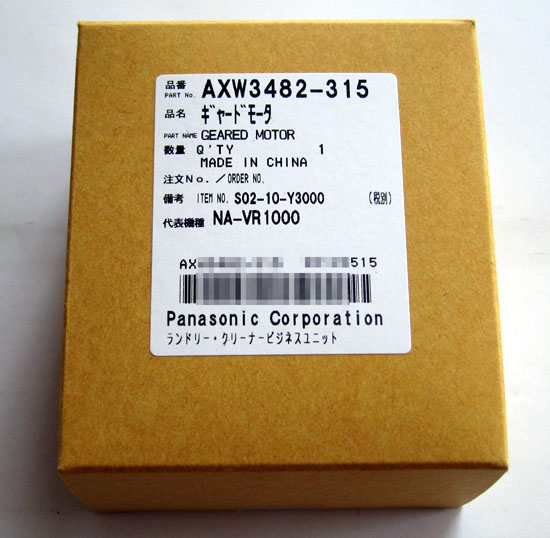 品番
PART No. AXW3482-315
品名 ｷﾞﾔｰﾄﾞﾓｰﾀ
PART NAME GEARED MOTOR
数量 Q'TY 1
MADE IN CHINA
注文No./ORDER NO.
備考 ITEM NO. S02-10-Y3000 (税別)
代表機種 NA-VR1000
AX 515
Panasonic Corporation
ランドリー・クリーナービジネスユニット